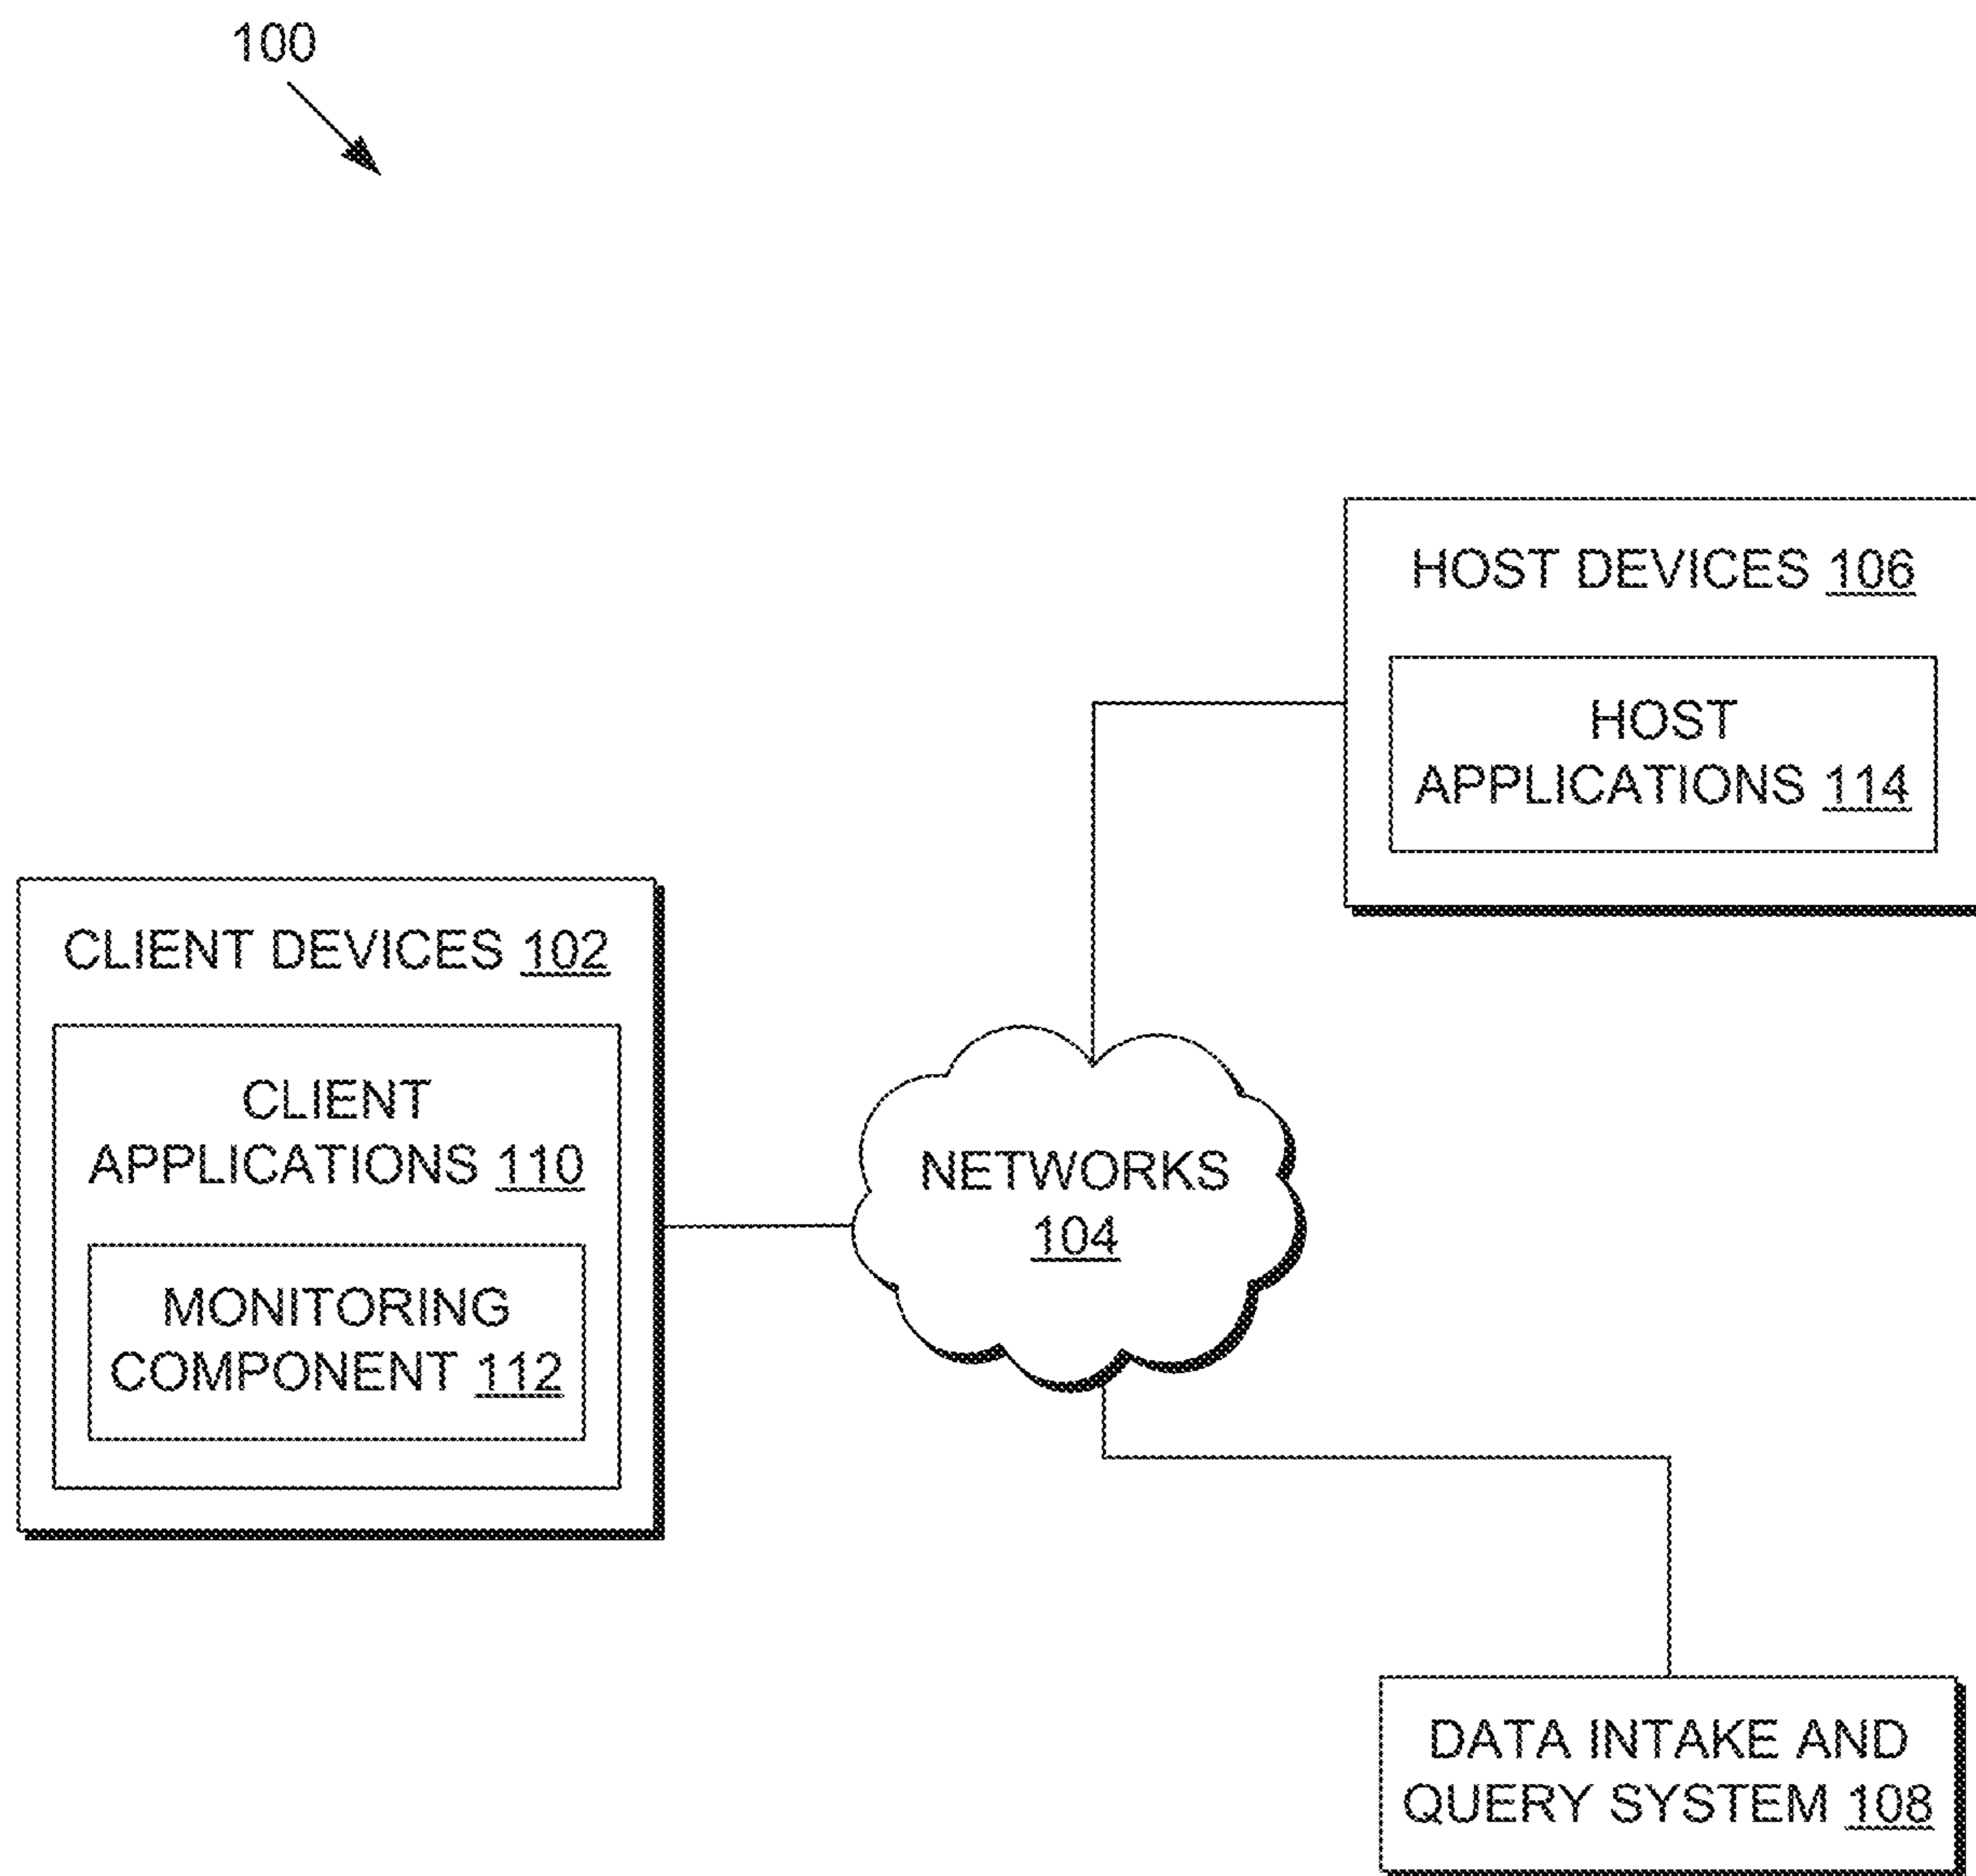 100
HOST DEVICES 106
HOST
APPLICATIONS 114
CLIENT DEVICES 102
CLIENT
APPLICATIONS 110
MONITORING
COMPONENT 112
NETWORKS
104
DATA INTAKE AND
QUERY SYSTEM 108